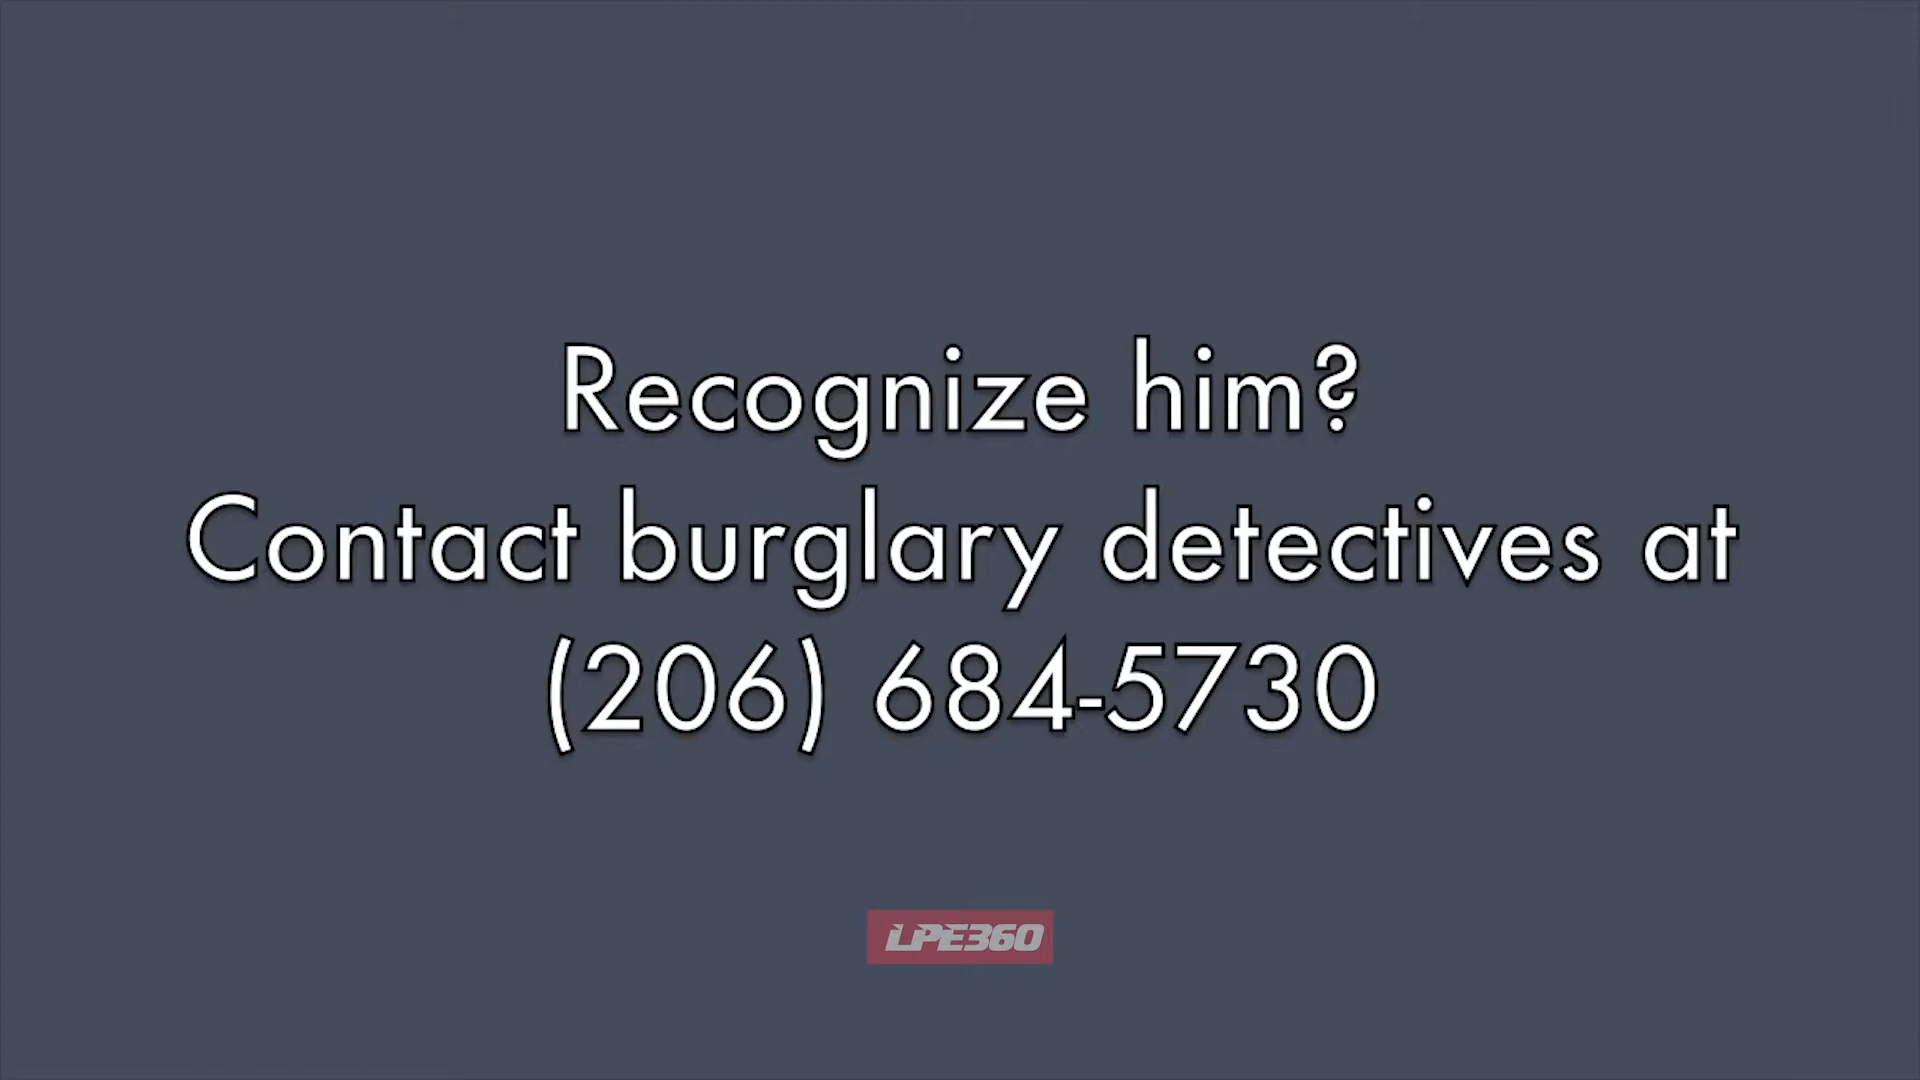 Recognize him?
Contact burglary detectives at
(206) 684-5730
LPE360